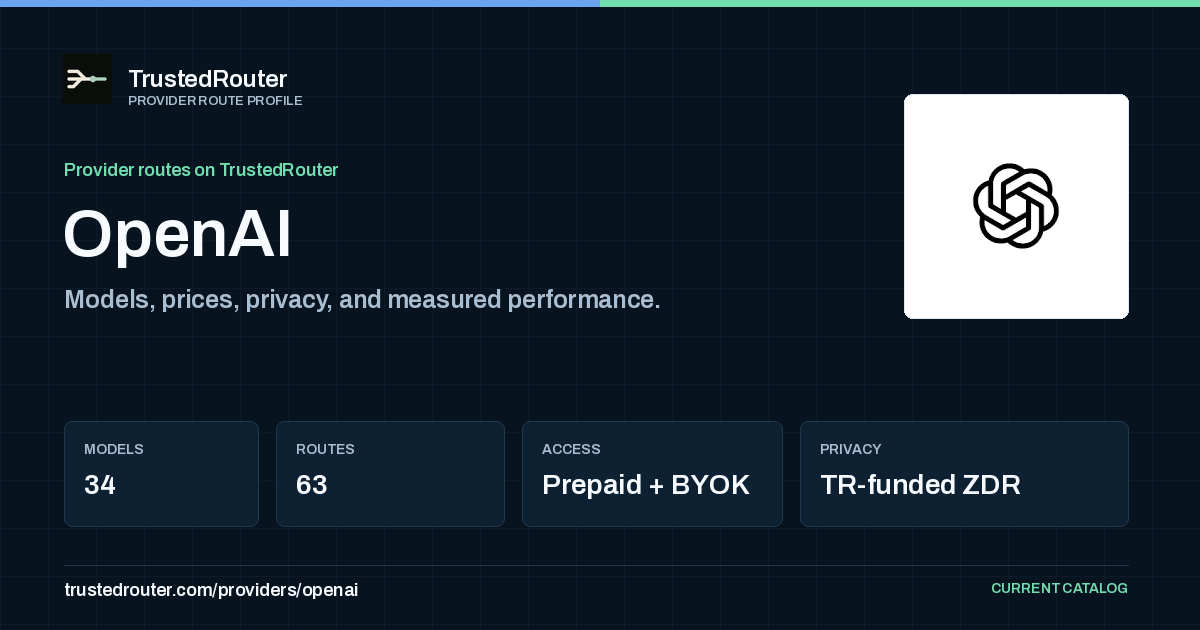 TrustedRouter
PROVIDER ROUTE PROFILE
Provider routes on TrustedRouter
OpenAI
Models, prices, privacy, and measured performance.
MODELS
34
ROUTES
63
ACCESS
Prepaid + BYOK
PRIVACY
TR-funded ZDR
trustedrouter.com/providers/openai
CURRENT CATALOG